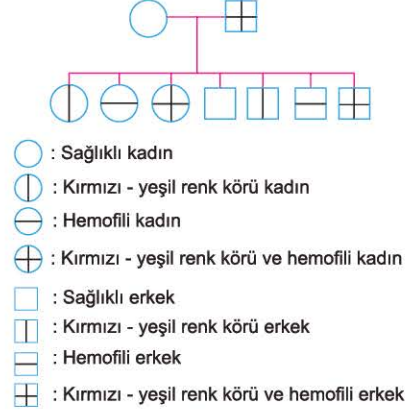 : Sağlıklı kadın
: Kırmızı - yeşil renk körü kadın
: Hemofili kadın
: Kırmızı - yeşil renk körü ve hemofili kadın
: Sağlıklı erkek
: Kırmızı - yeşil renk körü erkek
: Hemofili erkek
: Kırmızı - yeşil renk körü ve hemofili erkek